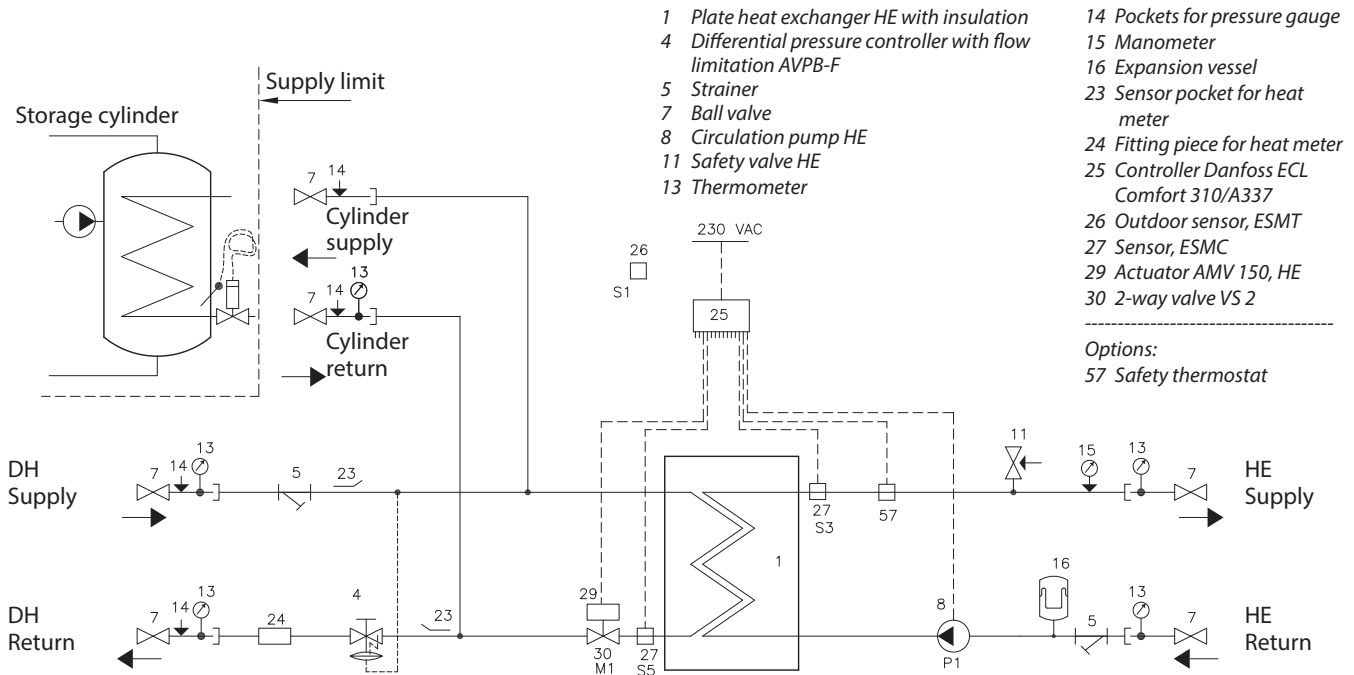 1 Plate heat exchanger HE with insulation
4 Differential pressure controller with flow
limitation AVPB-F
5 Strainer
7 Ball valve
8 Circulation pump HE
11 Safety valve HE
13 Thermometer
14 Pockets for pressure gauge
15 Manometer
16 Expansion vessel
23 Sensor pocket for heat
meter
24 Fitting piece for heat meter
25 Controller Danfoss ECL
Comfort 310/A337
26 Outdoor sensor, ESMT
27 Sensor, ESMC
29 Actuator AMV 150, HE
30 2-way valve VS 2
Options:
57 Safety thermostat
Supply limit
Storage cylinder
7 14
Cylinder
supply
13
7 14
Cylinder
return
230 VAC
26
S1
25
DH
Supply
7 14 13 5 23
27
S3
57
11 15 13 7
HE
Supply
1
DH
Return
7 14 13 24 4 23
29
30
M1
27
S5
8
P1
16
5 13 7
HE
Return